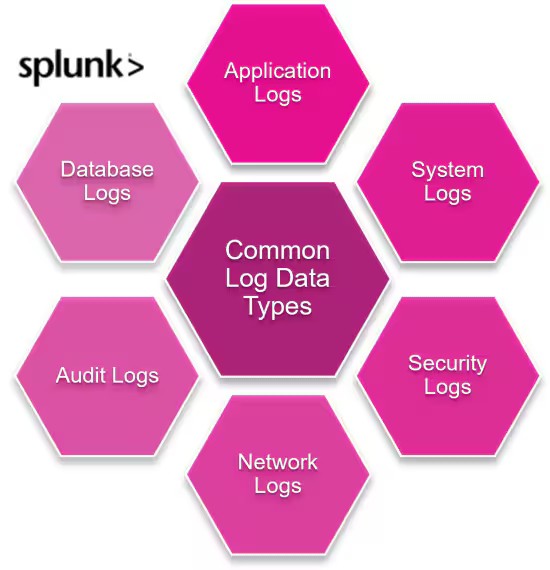 splunk>
Application
Logs
Database
Logs
System
Logs
Common
Log Data
Types
Audit Logs
Security
Logs
Network
Logs